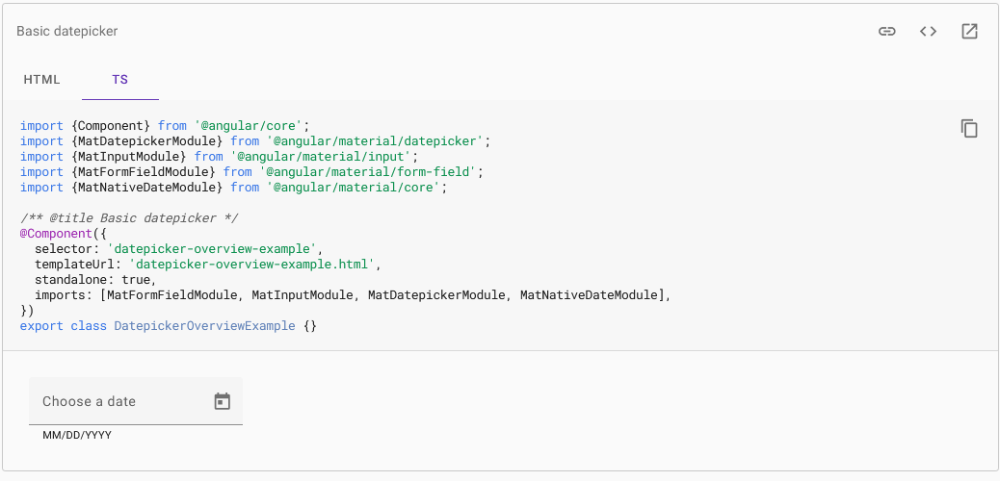 Basic datepicker
HTML
TS
import {Component} from '@angular/core';
import {MatDatepickerModule} from '@angular/material/datepicker';
import {MatInputModule} from '@angular/material/input';
import {MatFormFieldModule} from '@angular/material/form-field';
import {MatNativeDateModule} from '@angular/material/core';
/** @title Basic datepicker */
@Component({
  selector: 'datepicker-overview-example',
  templateUrl: 'datepicker-overview-example.html',
  standalone: true,
  imports: [MatFormFieldModule, MatInputModule, MatDatepickerModule, MatNativeDateModule],
})
export class DatepickerOverviewExample {}
Choose a date
MM/DD/YYYY